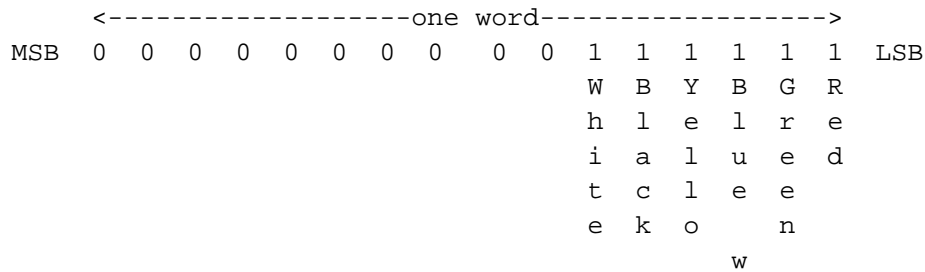 <------------------one word------------------>
MSB 0 0 0 0 0 0 0 0 0 0 1 1 1 1 1 1 LSB
W B Y B G R
h l e l r e
i a l u e d
t c l e e
e k o n
w